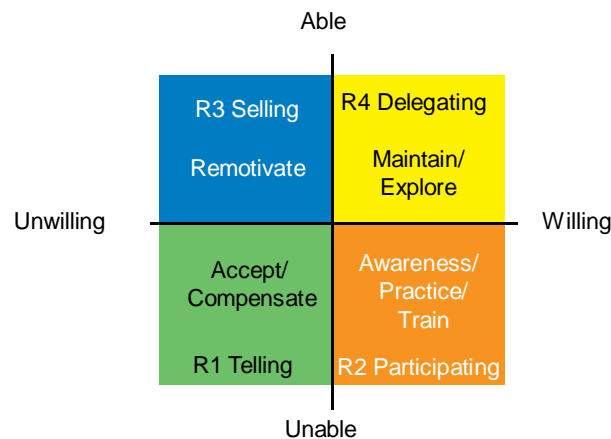 Able
R3 Selling
R4 Delegating
Remotivate
Maintain/
Explore
Unwilling
Willing
Accept/
Compensate
Awareness/
Practice/
Train
R1 Telling
R2 Participating
Unable